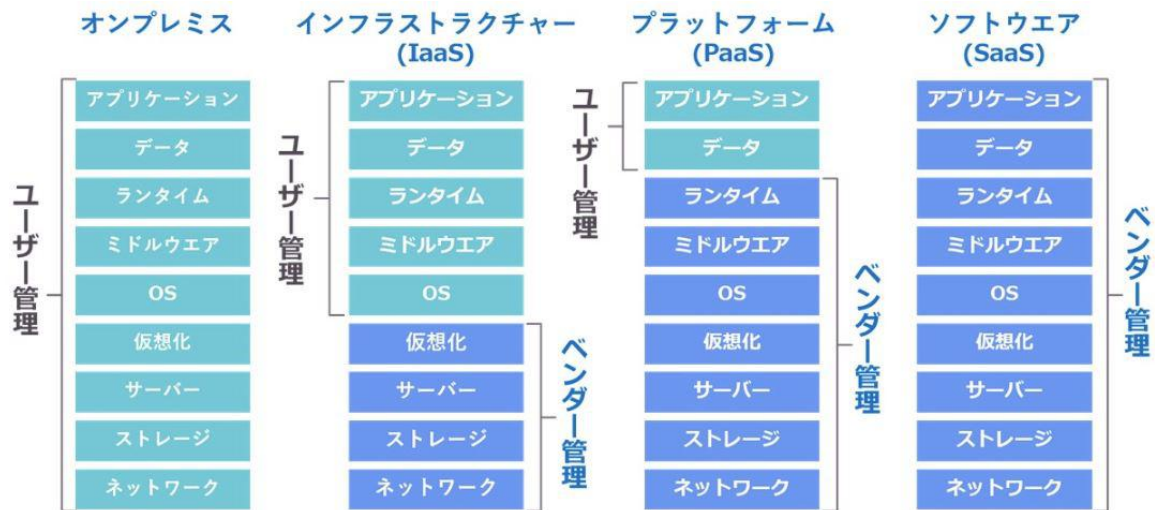 オンプレミス
インフラストラクチャー
(IaaS)
プラットフォーム
(PaaS)
ソフトウエア
(SaaS)
ユーザー管理
アプリケーション
データ
ランタイム
ミドルウエア
OS
仮想化
サーバー
ストレージ
ネットワーク
ユーザー管理
アプリケーション
データ
ランタイム
ミドルウエア
OS
仮想化
サーバー
ストレージ
ネットワーク
ベンダー管理
ユーザー管理
アプリケーション
データ
ランタイム
ミドルウエア
OS
仮想化
サーバー
ストレージ
ネットワーク
ベンダー管理
アプリケーション
データ
ランタイム
ミドルウエア
OS
仮想化
サーバー
ストレージ
ネットワーク
ベンダー管理